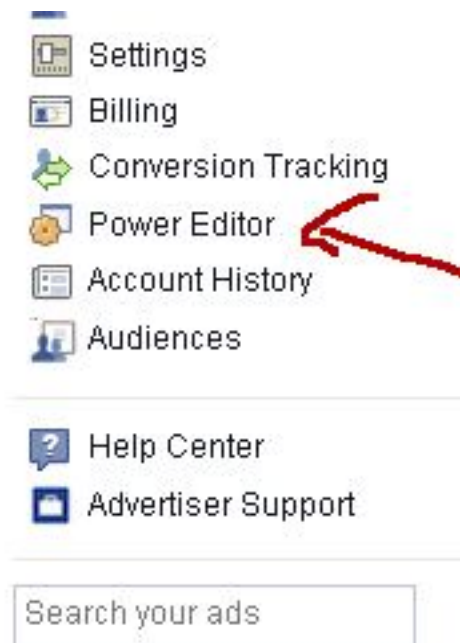 Settings
Billing
Conversion Tracking
Power Editor
Account History
Audiences
Help Center
Advertiser Support
Search your ads